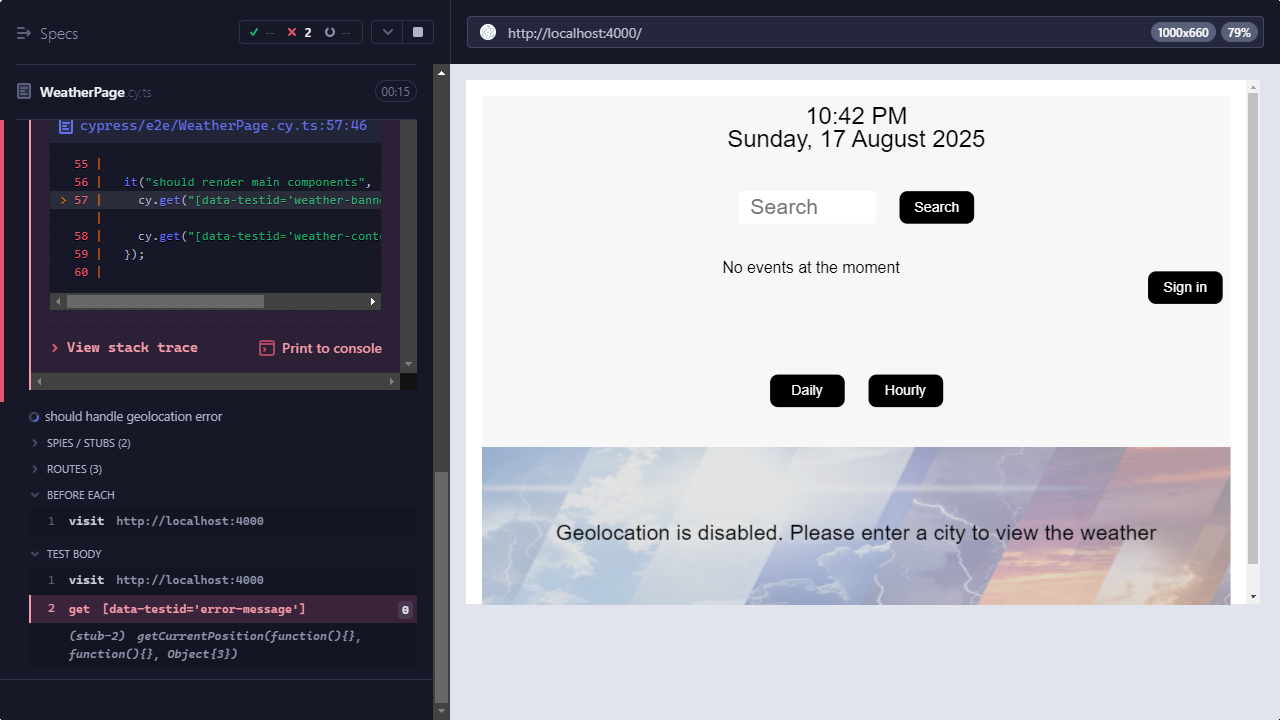 Specs
-- 2 --
WeatherPage.cy.ts
00:15
cypress/e2e/WeatherPage.cy.ts:57:46
55 |
56 | it("should render main components",
> 57 | cy.get("[data-testid='weather-bann
|
58 | cy.get("[data-testid='weather-cont
59 | });
60 |
> View stack trace
Print to console
should handle geolocation error
SPIES / STUBS (2)
ROUTES (3)
BEFORE EACH
1 visit http://localhost:4000
TEST BODY
1 visit http://localhost:4000
2 get [data-testid='error-message'] 0
(stub-2) getCurrentPosition(function(){},
function(){}, Object{3})
http://localhost:4000/
1000x660
79%
10:42 PM
Sunday, 17 August 2025
Search
Search
No events at the moment
Sign in
Daily
Hourly
Geolocation is disabled. Please enter a city to view the weather